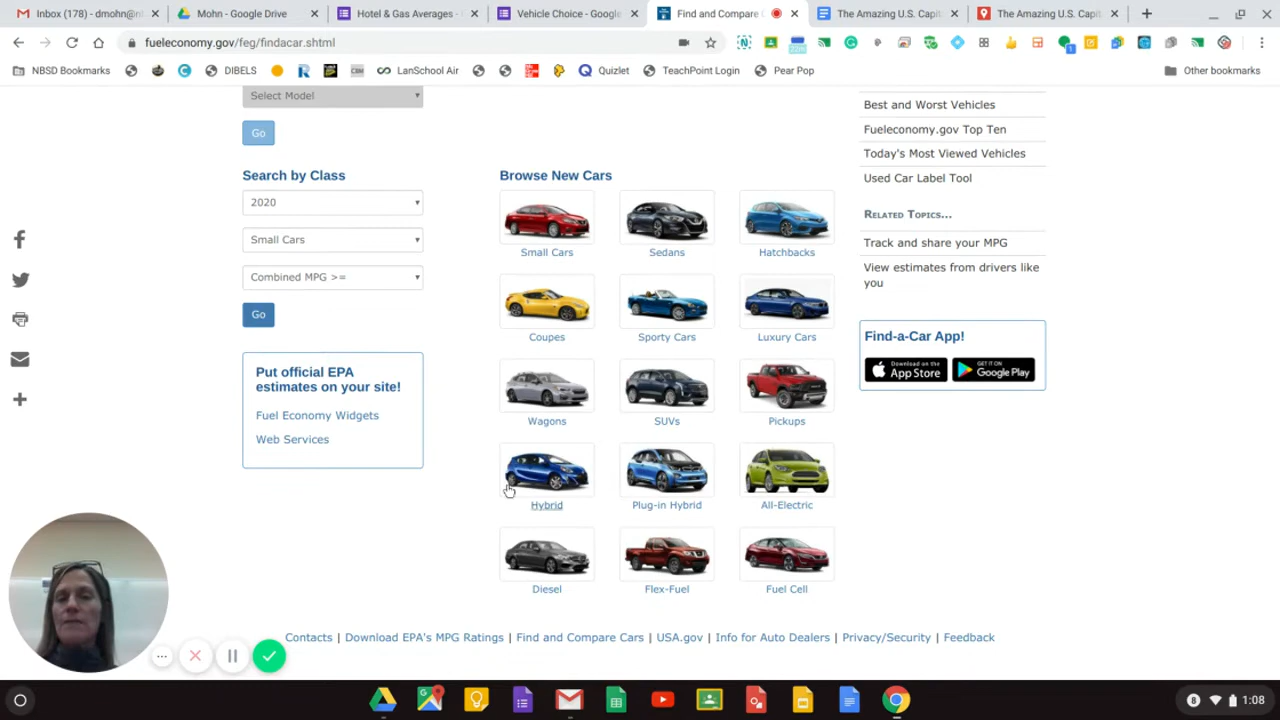 Inbox (178) - dmohn@in
Mohn - Google Drive
Hotel & Gas Averages -
Vehicle Choice - Google
Find and Compare C
The Amazing U.S. Capit
The Amazing U.S. Capit
fueleconomy.gov/feg/findacar.shtml
NBSD Bookmarks
DIBELS
LanSchool Air
Quizlet
TeachPoint Login
Pear Pop
Other bookmarks
Select Model
Go
Search by Class
2020
Small Cars
Combined MPG >=
Go
Put official EPA
estimates on your site!
Fuel Economy Widgets
Web Services
Browse New Cars
Small Cars
Sedans
Hatchbacks
Coupes
Sporty Cars
Luxury Cars
Wagons
SUVs
Pickups
Hybrid
Plug-in Hybrid
All-Electric
Diesel
Flex-Fuel
Fuel Cell
Best and Worst Vehicles
Fueleconomy.gov Top Ten
Today's Most Viewed Vehicles
Used Car Label Tool
Related Topics...
Track and share your MPG
View estimates from drivers like
you
Find-a-Car App!
Download on the
App Store
GET IT ON
Google Play
Contacts | Download EPA's MPG Ratings | Find and Compare Cars | USA.gov | Info for Auto Dealers | Privacy/Security | Feedback
8
1:08